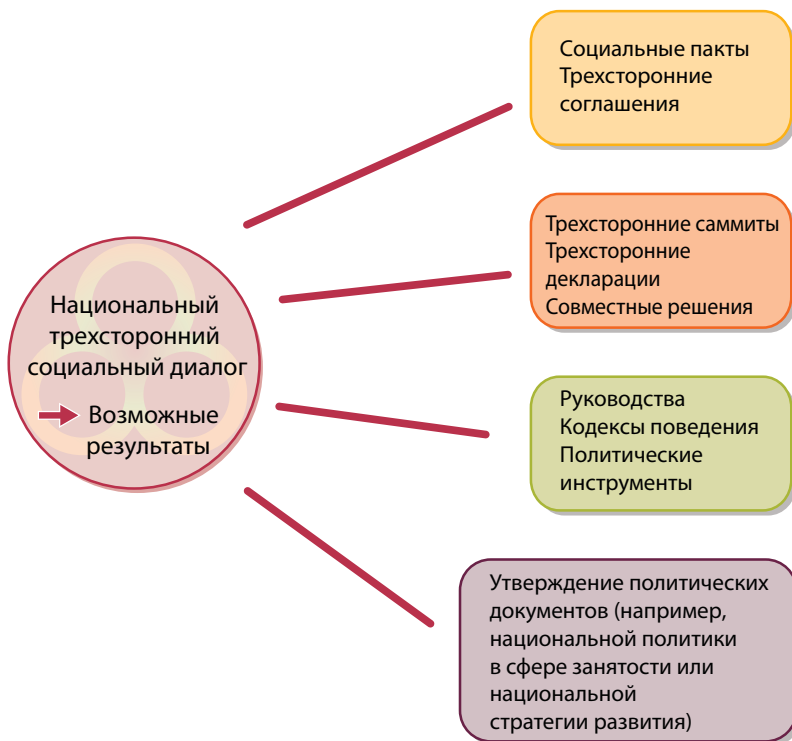 Социальные пакты
Трехсторонние
соглашения
Трехсторонние саммиты
Трехсторонние
декларации
Совместные решения
Национальный
трехсторонний
социальный диалог
Возможные
результаты
Руководства
Кодексы поведения
Политические
инструменты
Утверждение политических
документов (например,
национальной политики
в сфере занятости или
национальной
стратегии развития)